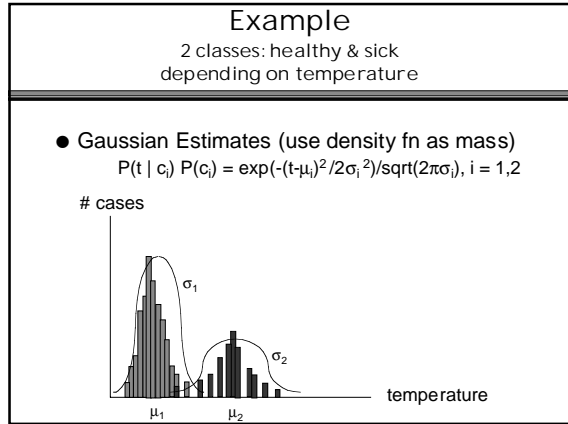 Example
2 classes: healthy & sick
depending on temperature
● Gaussian Estimates (use density fn as mass)
P(t | cᵢ) P(cᵢ) = exp(-(t-μᵢ)²/2σᵢ²)/sqrt(2πσᵢ), i = 1,2
# cases
σ₁
σ₂
temperature
μ₁ μ₂